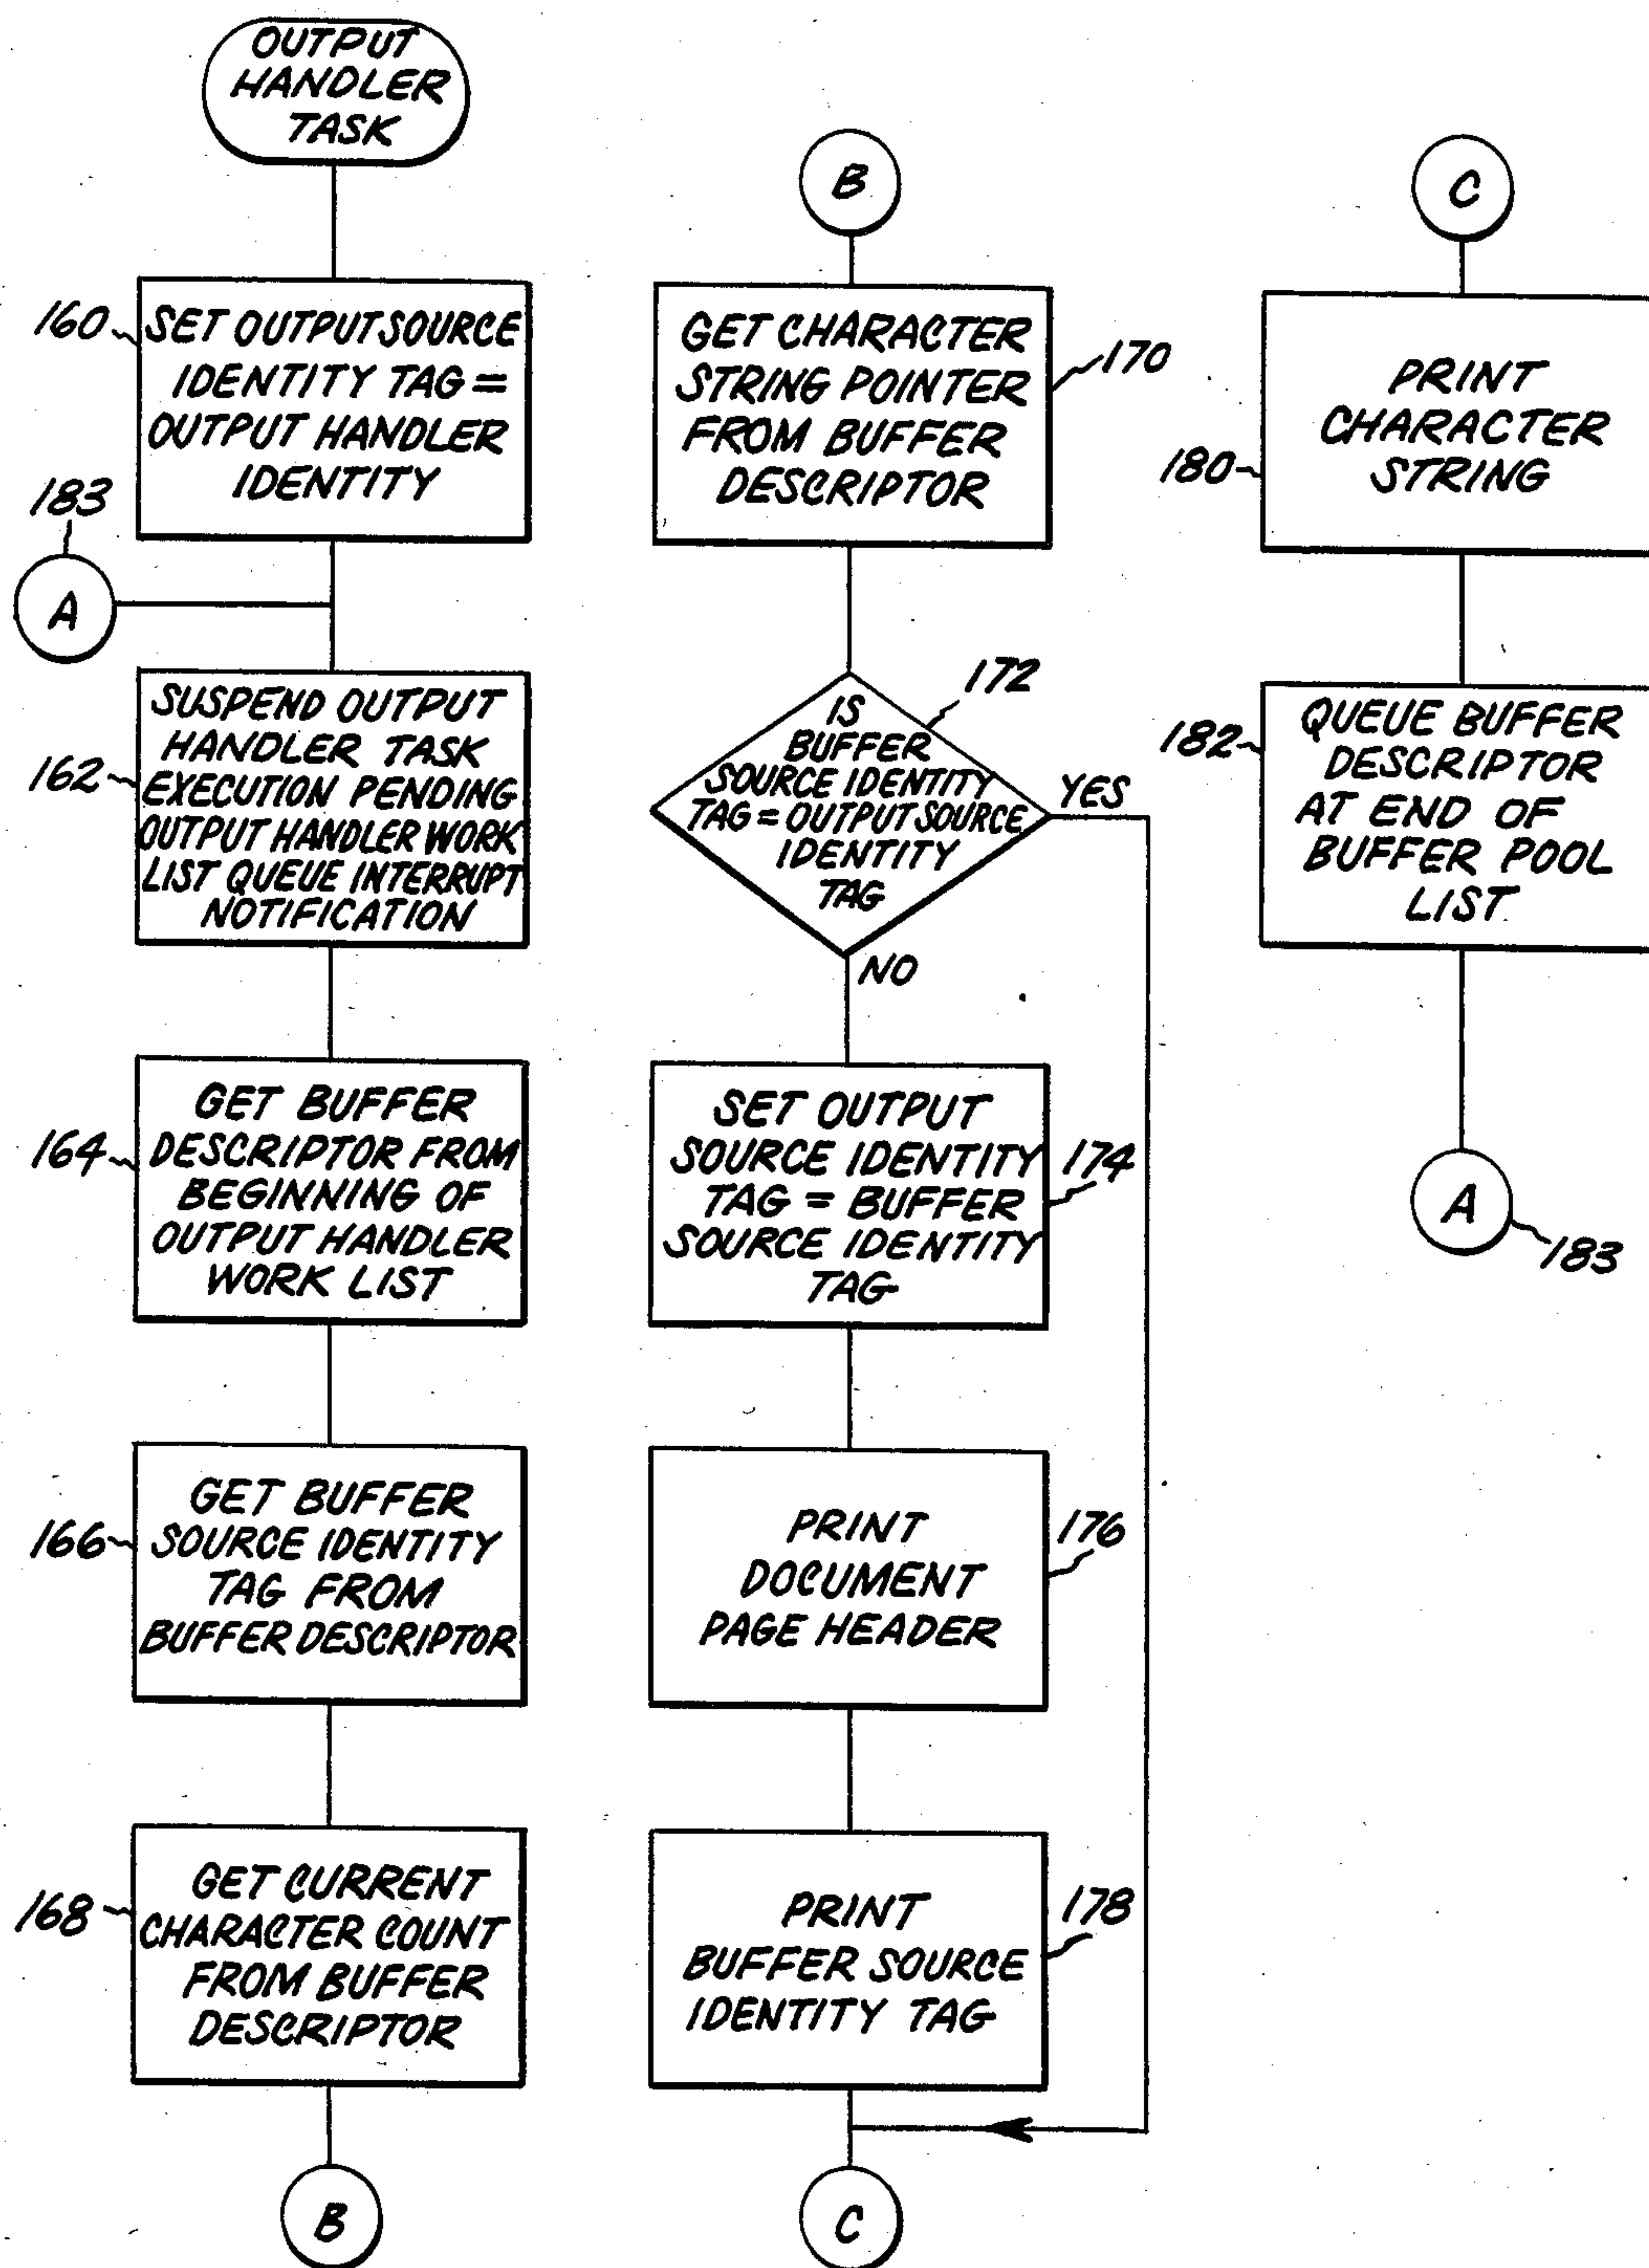 OUTPUT
HANDLER
TASK
160
SET OUTPUT SOURCE
IDENTITY TAG =
OUTPUT HANDLER
IDENTITY
183
A
162
SUSPEND OUTPUT
HANDLER TASK
EXECUTION PENDING
OUTPUT HANDLER WORK
LIST QUEUE INTERRUPT
NOTIFICATION
164
GET BUFFER
DESCRIPTOR FROM
BEGINNING OF
OUTPUT HANDLER
WORK LIST
166
GET BUFFER
SOURCE IDENTITY
TAG FROM
BUFFER DESCRIPTOR
168
GET CURRENT
CHARACTER COUNT
FROM BUFFER
DESCRIPTOR
B
B
GET CHARACTER
STRING POINTER
FROM BUFFER
DESCRIPTOR
170
172
IS
BUFFER
SOURCE IDENTITY
TAG = OUTPUT SOURCE
IDENTITY
TAG
YES
NO
SET OUTPUT
SOURCE IDENTITY
TAG = BUFFER
SOURCE IDENTITY
TAG
174
PRINT
DOCUMENT
PAGE HEADER
176
PRINT
BUFFER SOURCE
IDENTITY TAG
178
C
C
PRINT
CHARACTER
STRING
180
182
QUEUE BUFFER
DESCRIPTOR
AT END OF
BUFFER POOL
LIST
A
183